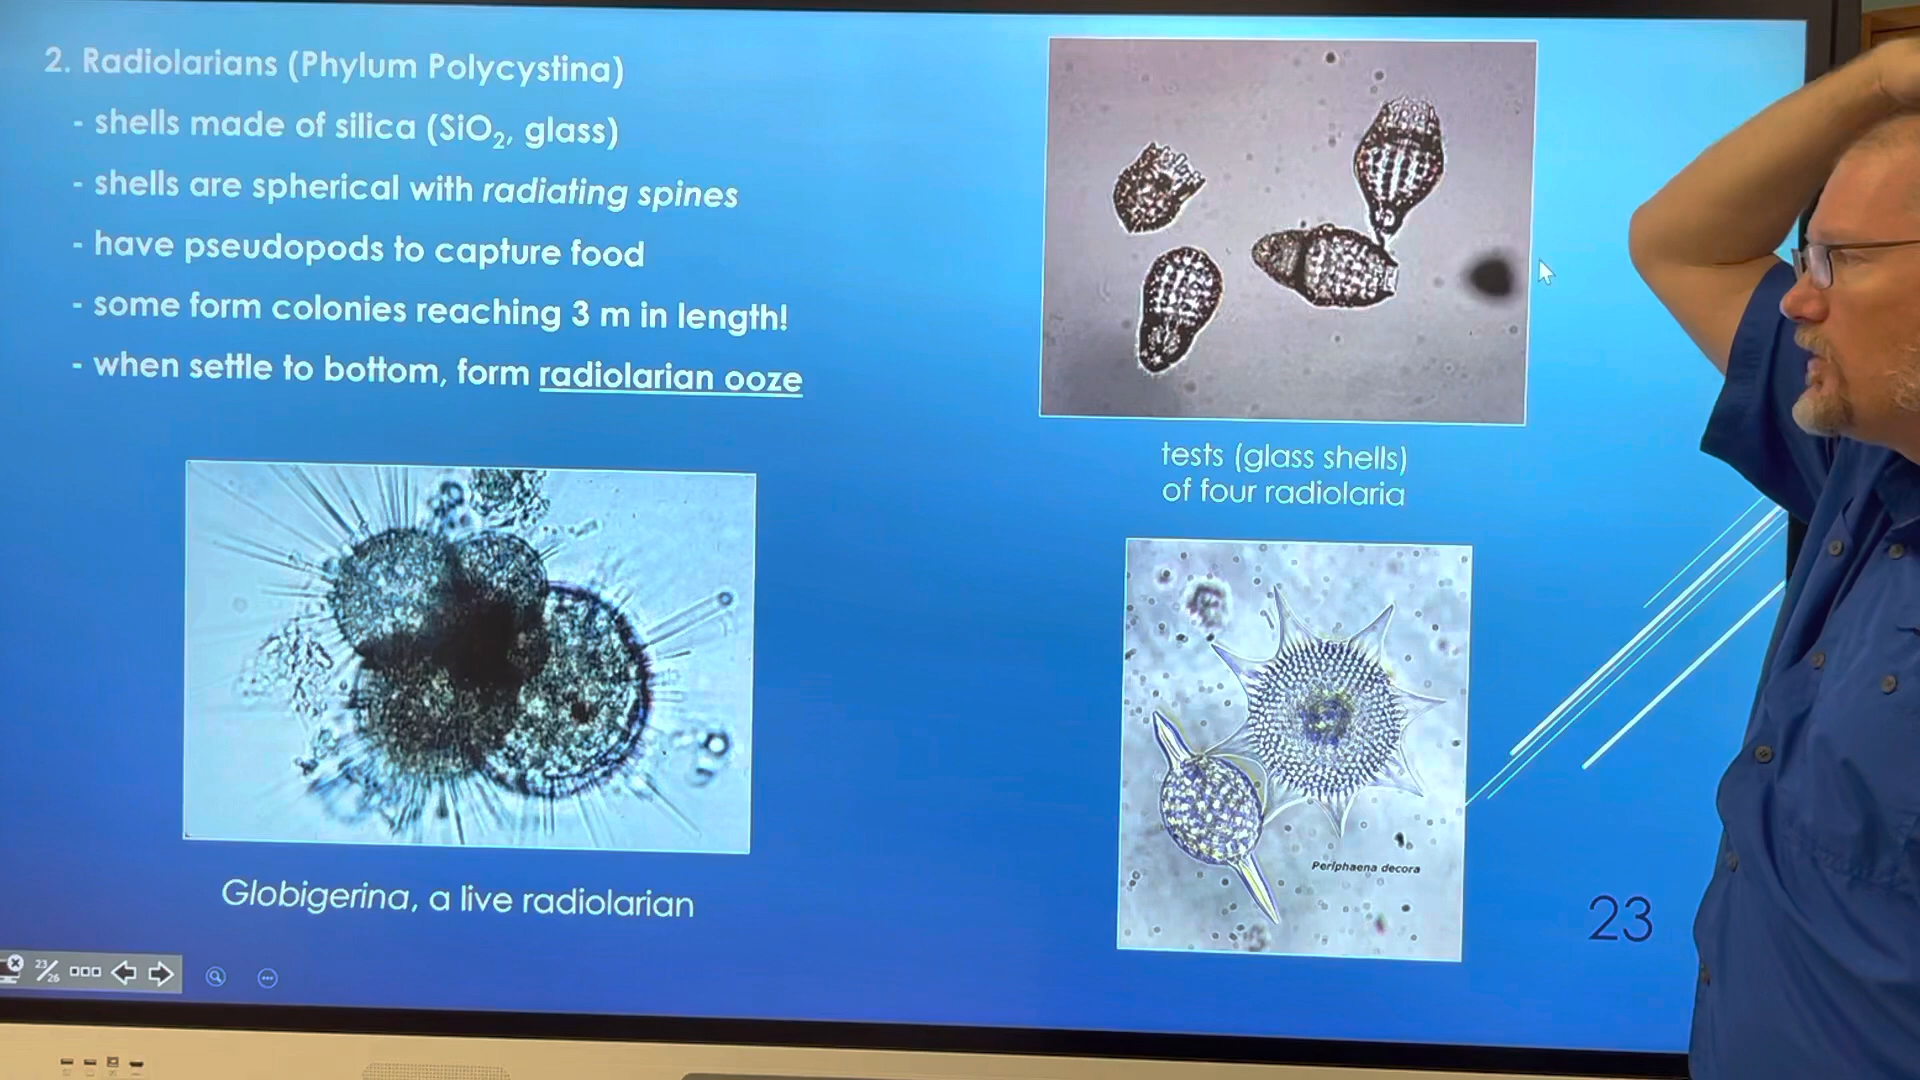 2. Radiolarians (Phylum Polycystina)
- shells made of silica (SiO₂, glass)
- shells are spherical with radiating spines
- have pseudopods to capture food
- some form colonies reaching 3 m in length!
- when settle to bottom, form radiolarian ooze
tests (glass shells)
of four radiolaria
Globigerina, a live radiolarian
Periphaena decora
23
23/26